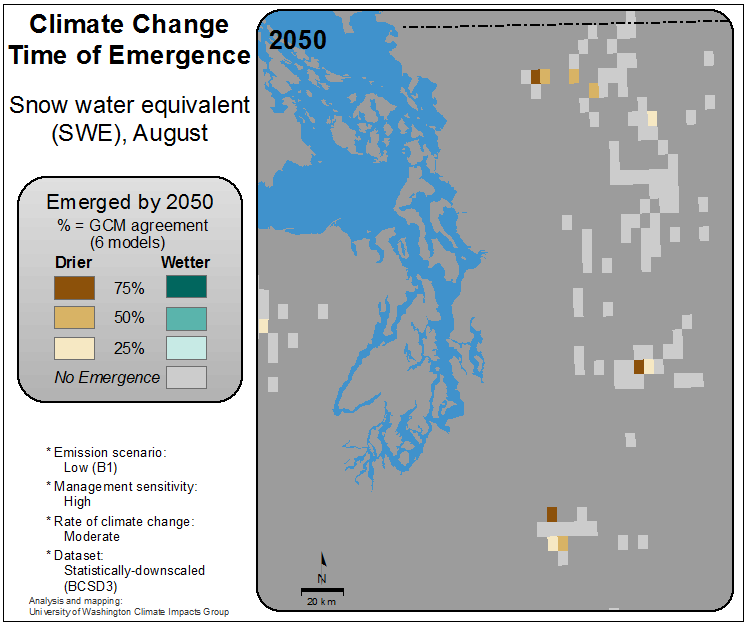 Climate Change
Time of Emergence
Snow water equivalent
(SWE), August
Emerged by 2050
% = GCM agreement
(6 models)
Drier Wetter
75%
50%
25%
No Emergence
* Emission scenario:
Low (B1)
* Management sensitivity:
High
* Rate of climate change:
Moderate
* Dataset:
Statistically-downscaled
(BCSD3)
Analysis and mapping:
University of Washington Climate Impacts Group
2050
N
20 km